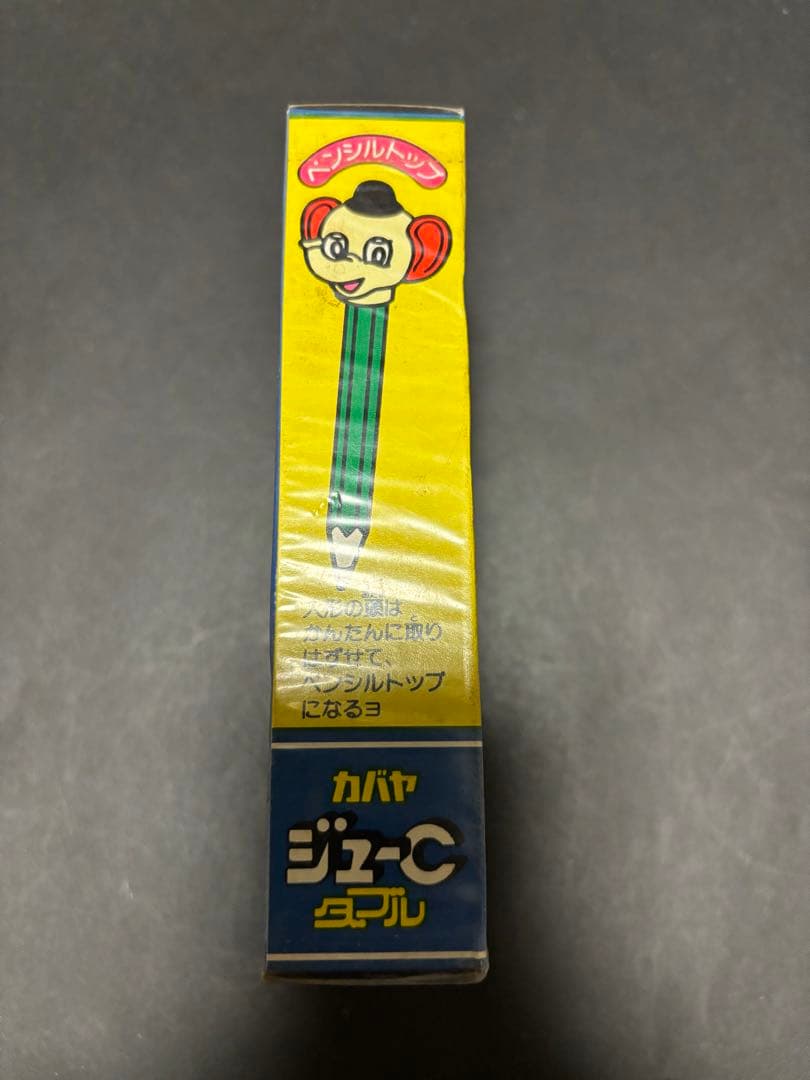 ペンシルトップ
パルの頭は
かんたんに取り
はずせて、
ペンシルトップ
になるヨ
カバヤ
ジューC
ダブル